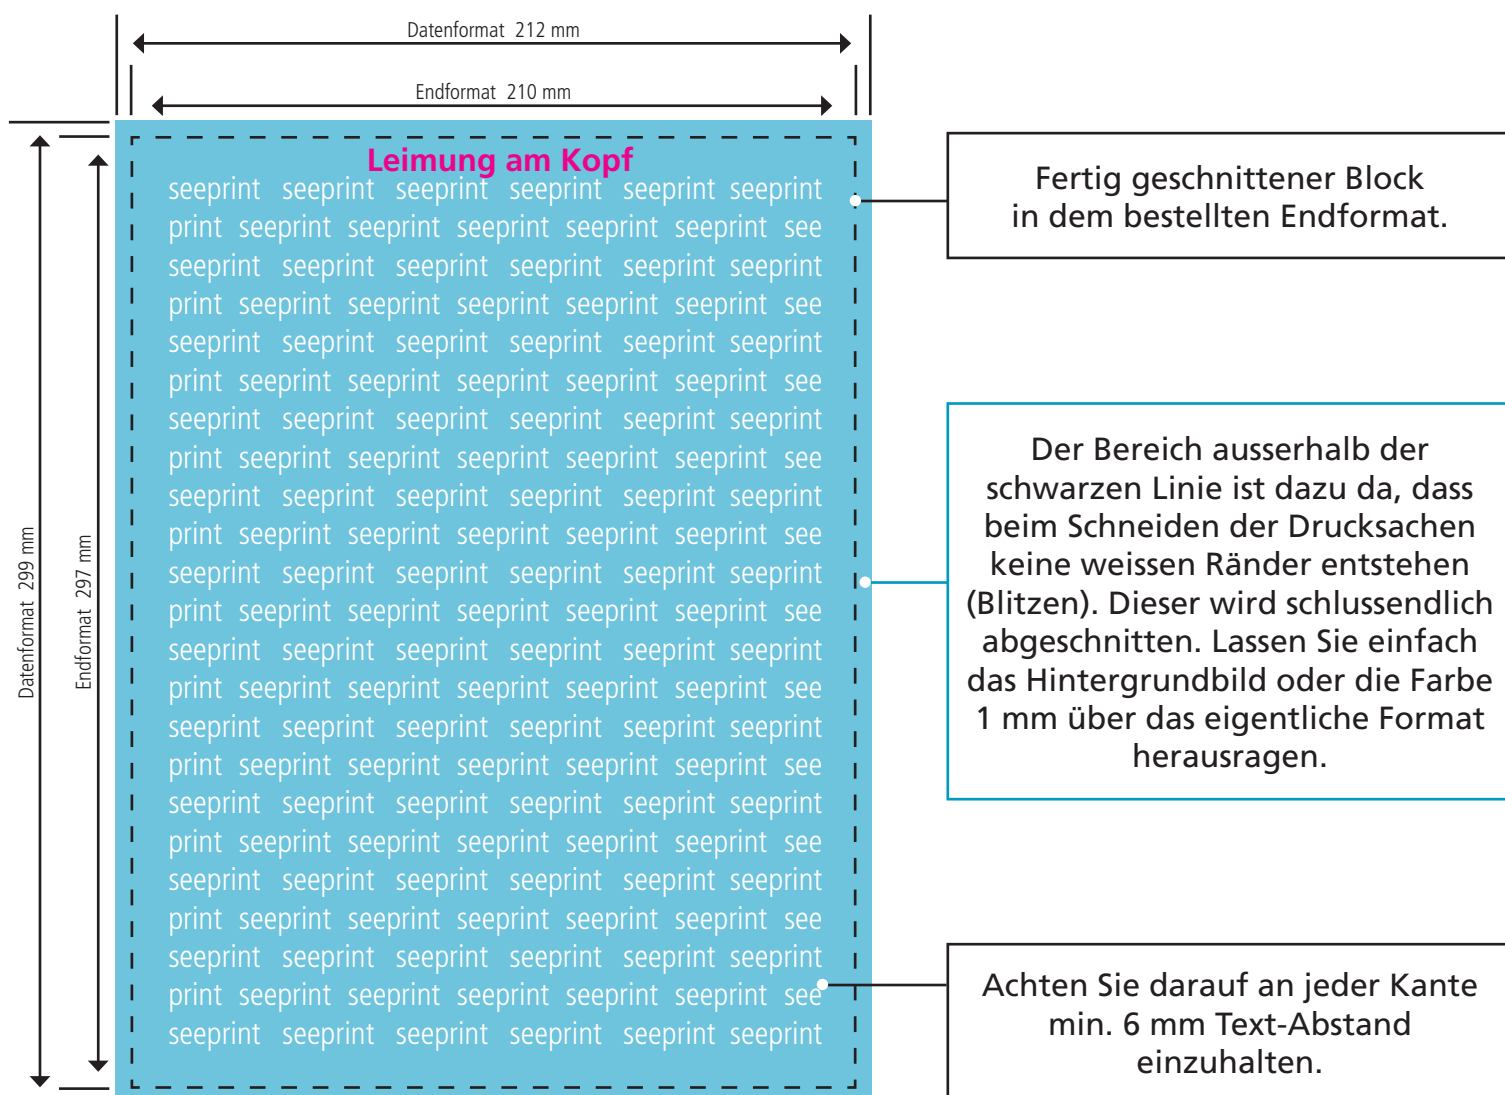 Datenformat 212 mm
Endformat 210 mm
Datenformat 299 mm
Endformat 297 mm
Leimung am Kopf
seeprint seeprint seeprint seeprint seeprint seeprint
print seeprint seeprint seeprint seeprint seeprint see
seeprint seeprint seeprint seeprint seeprint seeprint
print seeprint seeprint seeprint seeprint seeprint see
seeprint seeprint seeprint seeprint seeprint seeprint
print seeprint seeprint seeprint seeprint seeprint see
seeprint seeprint seeprint seeprint seeprint seeprint
print seeprint seeprint seeprint seeprint seeprint see
seeprint seeprint seeprint seeprint seeprint seeprint
print seeprint seeprint seeprint seeprint seeprint see
seeprint seeprint seeprint seeprint seeprint seeprint
print seeprint seeprint seeprint seeprint seeprint see
seeprint seeprint seeprint seeprint seeprint seeprint
print seeprint seeprint seeprint seeprint seeprint see
seeprint seeprint seeprint seeprint seeprint seeprint
print seeprint seeprint seeprint seeprint seeprint see
seeprint seeprint seeprint seeprint seeprint seeprint
print seeprint seeprint seeprint seeprint seeprint see
seeprint seeprint seeprint seeprint seeprint seeprint
print seeprint seeprint seeprint seeprint seeprint see
seeprint seeprint seeprint seeprint seeprint seeprint
print seeprint seeprint seeprint seeprint seeprint see
seeprint seeprint seeprint seeprint seeprint seeprint
Fertig geschnittener Block
in dem bestellten Endformat.
Der Bereich ausserhalb der
schwarzen Linie ist dazu da, dass
beim Schneiden der Drucksachen
keine weissen Ränder entstehen
(Blitzen). Dieser wird schlussendlich
abgeschnitten. Lassen Sie einfach
das Hintergrundbild oder die Farbe
1 mm über das eigentliche Format
herausragen.
Achten Sie darauf an jeder Kante
min. 6 mm Text-Abstand
einzuhalten.